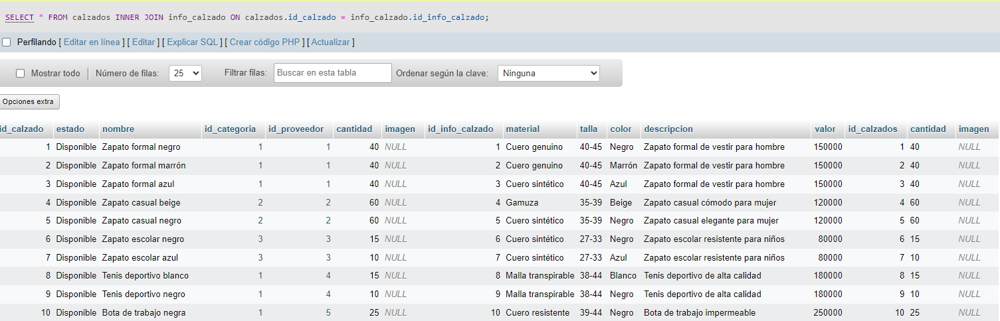 SELECT * FROM calzados INNER JOIN info_calzado ON calzados.id_calzado = info_calzado.id_info_calzado;
Perfilando [ Editar en línea ] [ Editar ] [ Explicar SQL ] [ Crear código PHP ] [ Actualizar ]
Mostrar todo Número de filas: 25 Filtrar filas: Buscar en esta tabla Ordenar según la clave: Ninguna
Opciones extra
id_calzado estado nombre id_categoria id_proveedor cantidad imagen id_info_calzado material talla color descripcion valor id_calzados cantidad imagen
1 Disponible Zapato formal negro 1 1 40 NULL 1 Cuero genuino 40-45 Negro Zapato formal de vestir para hombre 150000 1 40 NULL
2 Disponible Zapato formal marrón 1 1 40 NULL 2 Cuero genuino 40-45 Marrón Zapato formal de vestir para hombre 150000 2 40 NULL
3 Disponible Zapato formal azul 1 1 40 NULL 3 Cuero sintético 40-45 Azul Zapato formal de vestir para hombre 150000 3 40 NULL
4 Disponible Zapato casual beige 2 2 60 NULL 4 Gamuza 35-39 Beige Zapato casual cómodo para mujer 120000 4 60 NULL
5 Disponible Zapato casual negro 2 2 60 NULL 5 Cuero sintético 35-39 Negro Zapato casual elegante para mujer 120000 5 60 NULL
6 Disponible Zapato escolar negro 3 3 15 NULL 6 Cuero sintético 27-33 Negro Zapato escolar resistente para niños 80000 6 15 NULL
7 Disponible Zapato escolar azul 3 3 10 NULL 7 Cuero sintético 27-33 Azul Zapato escolar resistente para niños 80000 7 10 NULL
8 Disponible Tenis deportivo blanco 1 4 15 NULL 8 Malla transpirable 38-44 Blanco Tenis deportivo de alta calidad 180000 8 15 NULL
9 Disponible Tenis deportivo negro 1 4 10 NULL 9 Malla transpirable 38-44 Negro Tenis deportivo de alta calidad 180000 9 10 NULL
10 Disponible Bota de trabajo negra 1 5 25 NULL 10 Cuero resistente 39-44 Negro Bota de trabajo impermeable 250000 10 25 NULL